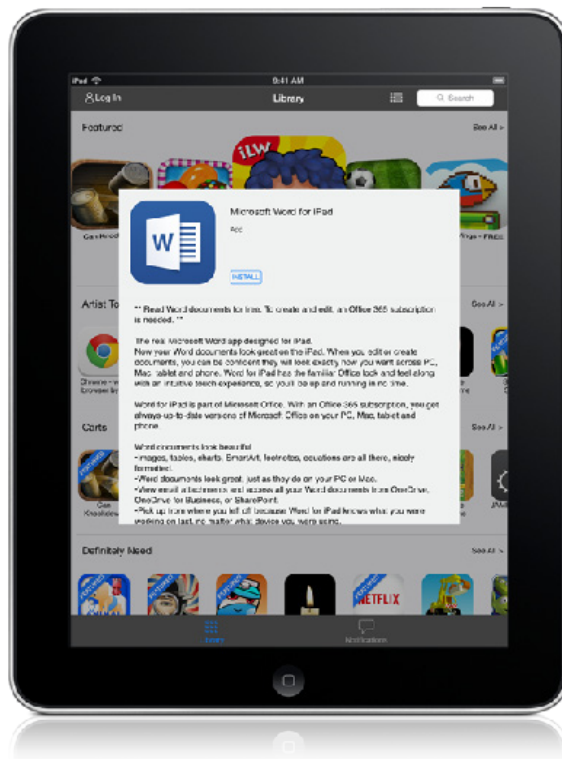 iPad
9:41 AM
Log In
Library
Search
Featured
See All >
iLW
W
Microsoft Word for iPad
App
INSTALL
** Read Word documents for free. To create and edit, an Office 365 subscription
is needed. **
The real Microsoft Word app designed for iPad.
Now your Word documents look great on the iPad. When you edit or create
documents, you can be confident they will look exactly how you want across PC,
Mac, tablet and phone. Word for iPad has the familiar Office look and feel along
with an intuitive touch experience, so you'll be up and running in no time.
Word for iPad is part of Microsoft Office. With an Office 365 subscription, you get
always-up-to-date versions of Microsoft Office on your PC, Mac, tablet and
phone.
Word documents look beautiful
•Images, tables, charts, SmartArt, footnotes, equations are all there, nicely
formatted.
•Word documents look great, just as they do on your PC or Mac.
•View email attachments and access all your Word documents from OneDrive,
OneDrive for Business, or SharePoint.
•Pick up from where you left off because Word for iPad knows what you were
working on last, no matter what device you were using.
Artist To
See All >
Carts
See All >
Can
Knockdown
Definitely Need
See All >
FEATURED
FEATURED
FEATURED
FEATURED
NETFLIX
Library
Notifications